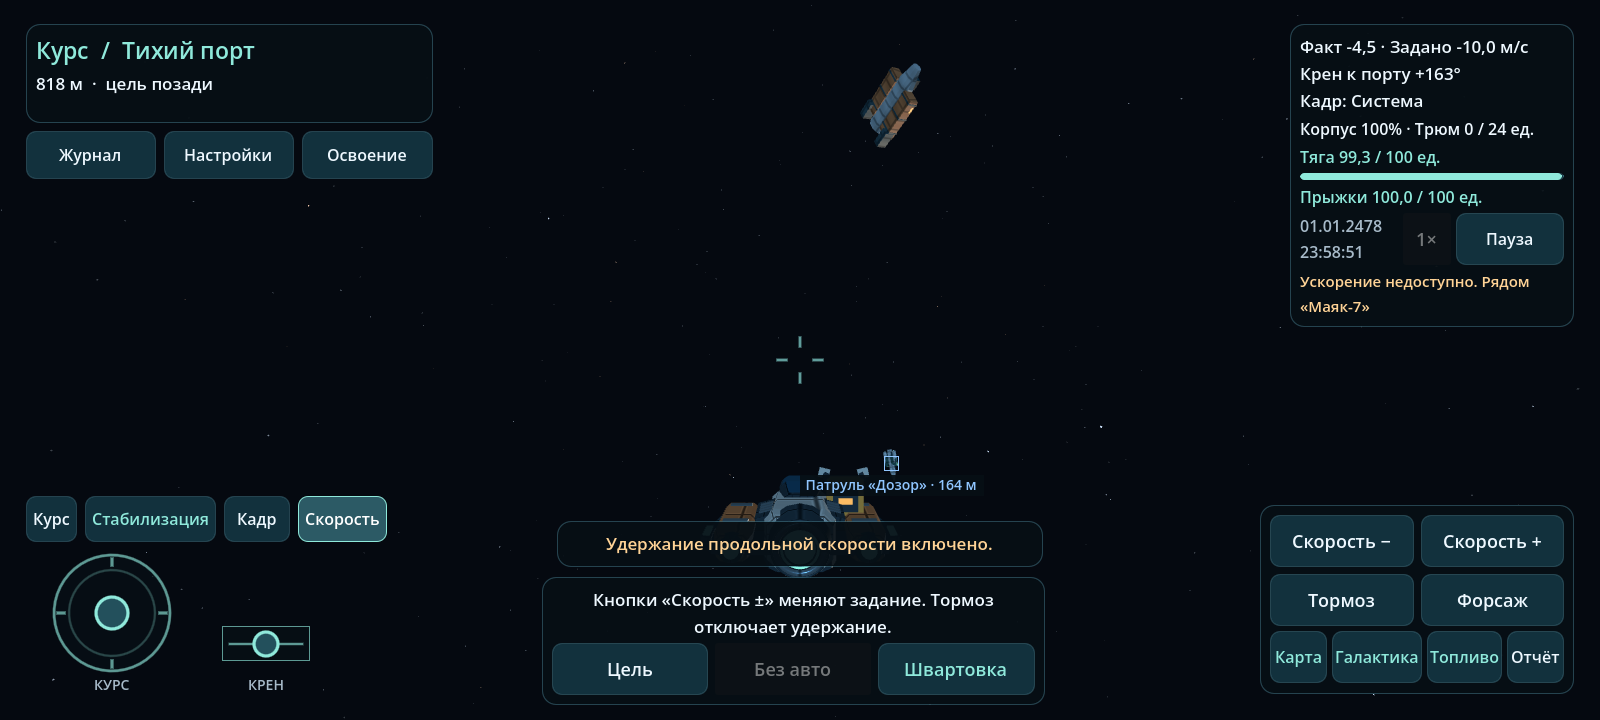 Курс / Тихий порт
818 м · цель позади
Журнал
Настройки
Освоение
Факт -4,5 · Задано -10,0 м/с
Крен к порту +163°
Кадр: Система
Корпус 100% · Трюм 0 / 24 ед.
Тяга 99,3 / 100 ед.
Прыжки 100,0 / 100 ед.
01.01.2478
23:58:51
1×
Пауза
Ускорение недоступно. Рядом
«Маяк-7»
Патруль «Дозор» · 164 м
Курс
Стабилизация
Кадр
Скорость
КУРС
КРЕН
Удержание продольной скорости включено.
Кнопки «Скорость ±» меняют задание. Тормоз
отключает удержание.
Цель
Без авто
Швартовка
Скорость −
Скорость +
Тормоз
Форсаж
Карта
Галактика
Топливо
Отчёт